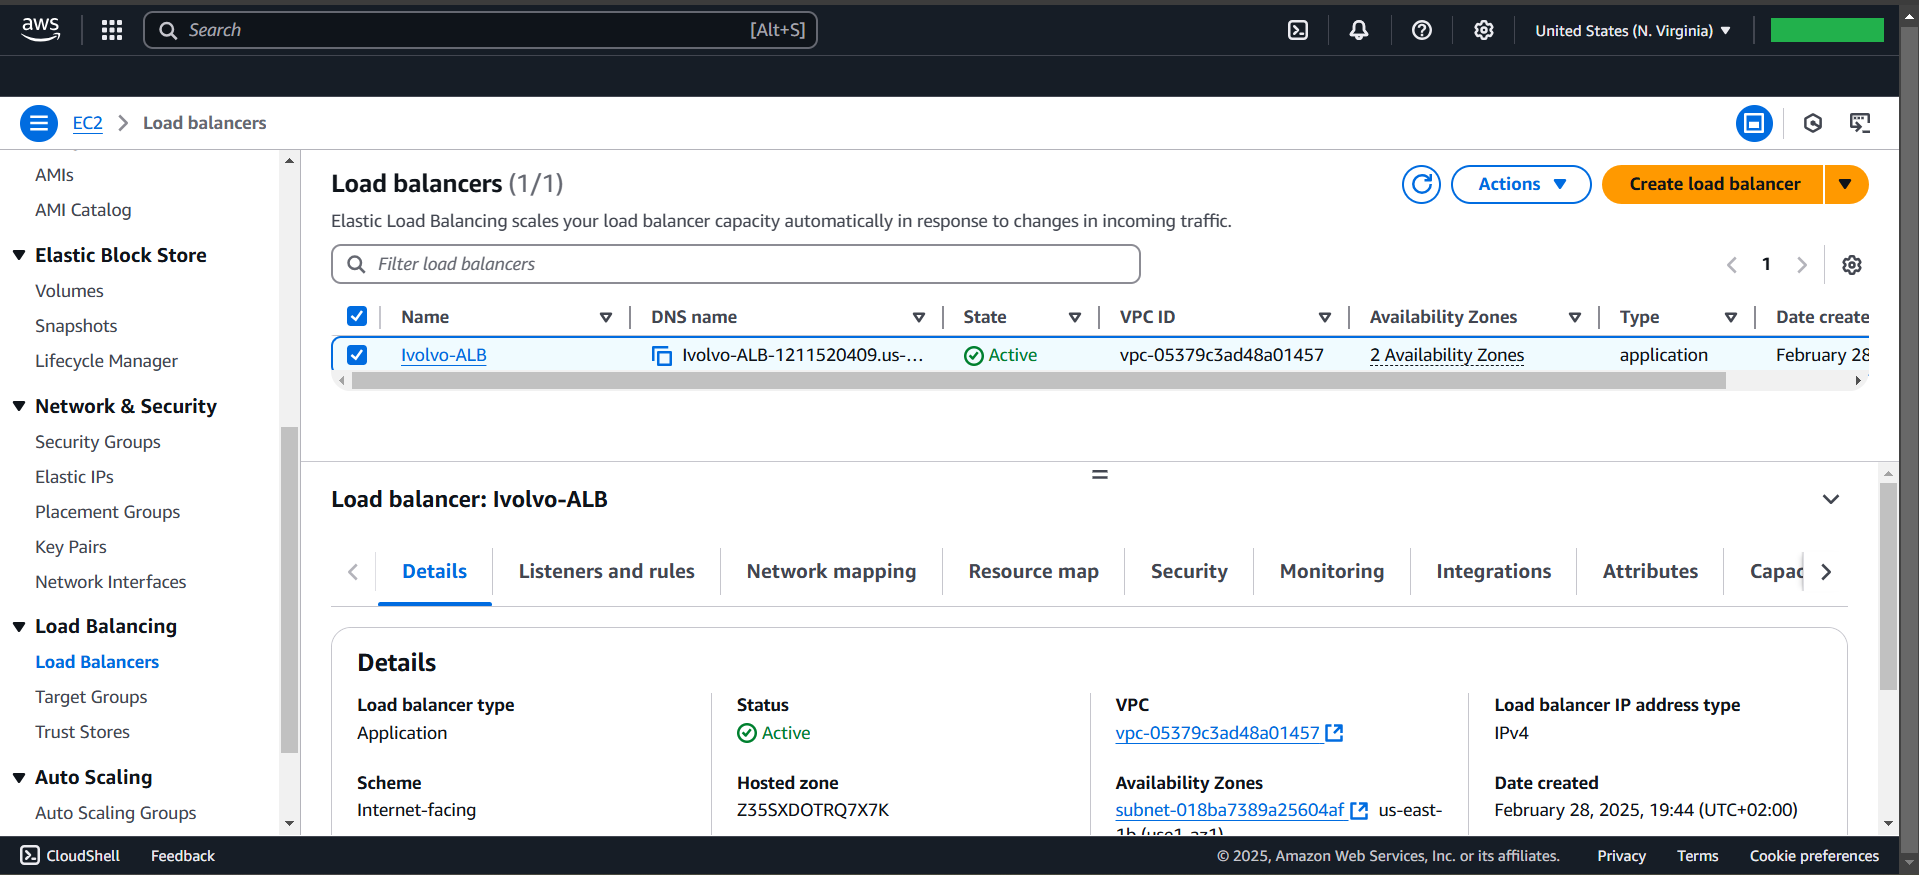 aws
Search [Alt+S]
United States (N. Virginia)
EC2 Load balancers
AMIs
AMI Catalog
Elastic Block Store
Volumes
Snapshots
Lifecycle Manager
Network & Security
Security Groups
Elastic IPs
Placement Groups
Key Pairs
Network Interfaces
Load Balancing
Load Balancers
Target Groups
Trust Stores
Auto Scaling
Auto Scaling Groups
Load balancers (1/1)
Actions
Create load balancer
Elastic Load Balancing scales your load balancer capacity automatically in response to changes in incoming traffic.
Filter load balancers
1
Name DNS name State VPC ID Availability Zones Type Date create
Ivolvo-ALB Ivolvo-ALB-1211520409.us-... Active vpc-05379c3ad48a01457 2 Availability Zones application February 28
Load balancer: Ivolvo-ALB
Details Listeners and rules Network mapping Resource map Security Monitoring Integrations Attributes Capac
Details
Load balancer type
Application
Status
Active
VPC
vpc-05379c3ad48a01457
Load balancer IP address type
IPv4
Scheme
Internet-facing
Hosted zone
Z35SXDOTRQ7X7K
Availability Zones
subnet-018ba7389a25604af us-east-
1b (use1-az1)
Date created
February 28, 2025, 19:44 (UTC+02:00)
CloudShell Feedback
© 2025, Amazon Web Services, Inc. or its affiliates. Privacy Terms Cookie preferences